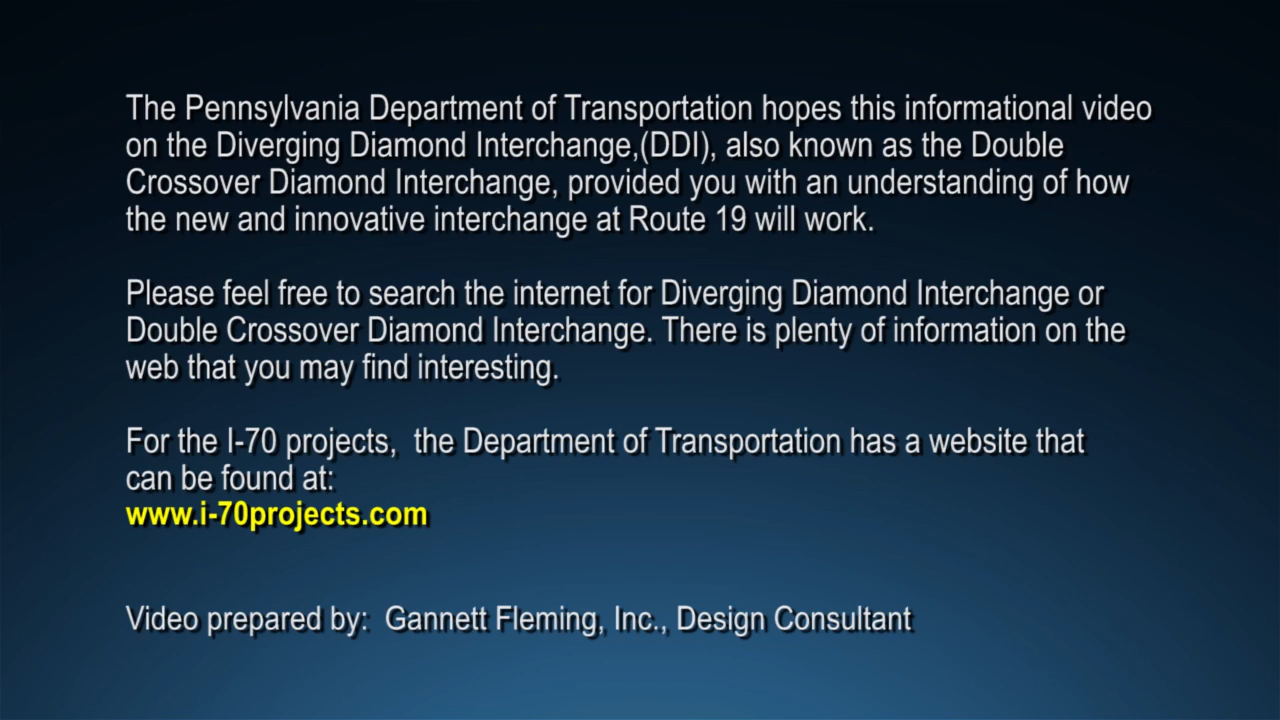 The Pennsylvania Department of Transportation hopes this informational video
on the Diverging Diamond Interchange,(DDI), also known as the Double
Crossover Diamond Interchange, provided you with an understanding of how
the new and innovative interchange at Route 19 will work.
Please feel free to search the internet for Diverging Diamond Interchange or
Double Crossover Diamond Interchange. There is plenty of information on the
web that you may find interesting.
For the I-70 projects,  the Department of Transportation has a website that
can be found at:
www.i-70projects.com
Video prepared by:  Gannett Fleming, Inc., Design Consultant